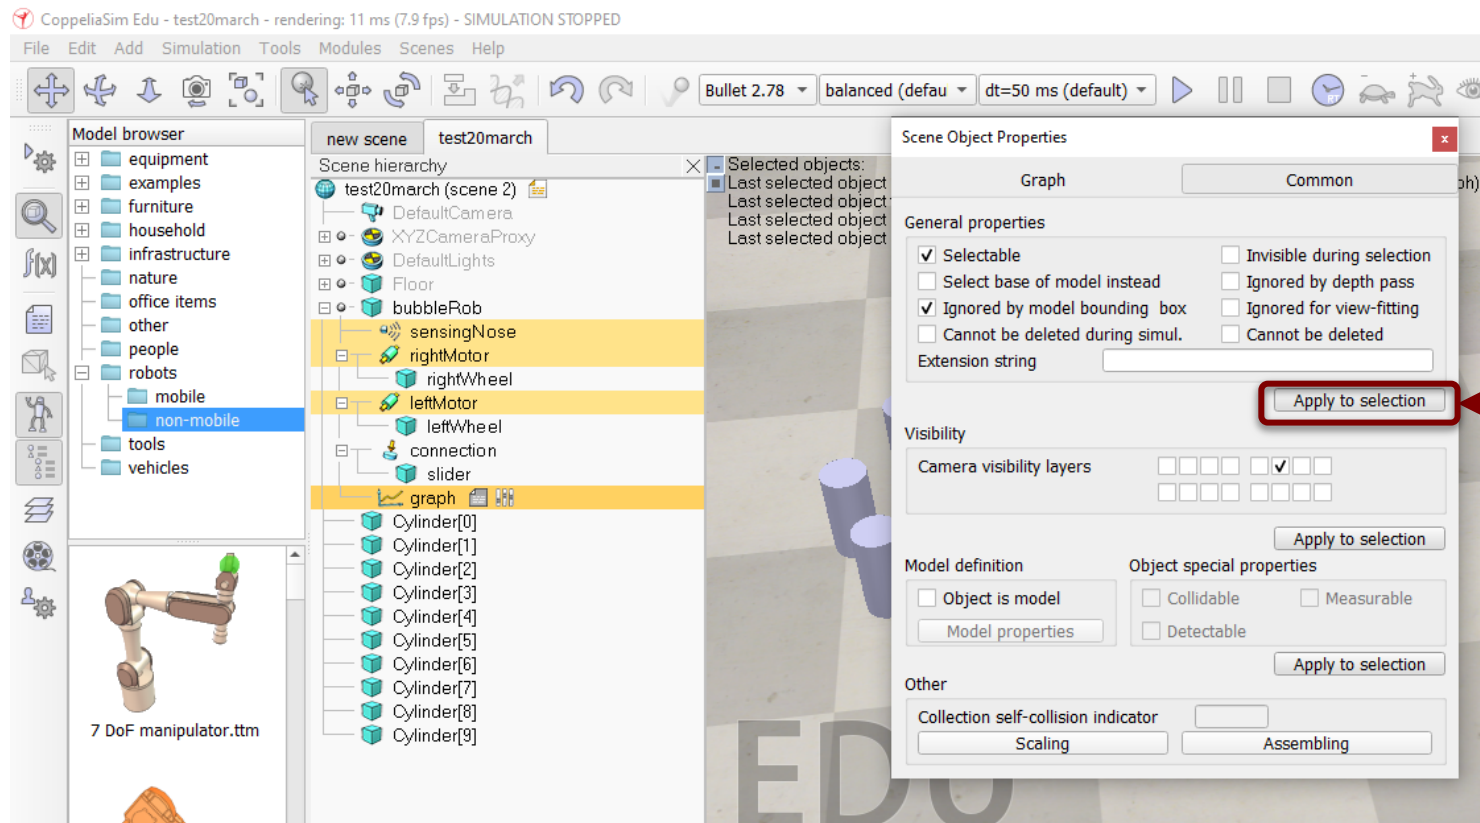 CoppeliaSim Edu - test20march - rendering: 11 ms (7.9 fps) - SIMULATION STOPPED
File Edit Add Simulation Tools Modules Scenes Help
Bullet 2.78 balanced (defau dt=50 ms (default) RT
Model browser
equipment
examples
furniture
household
infrastructure
nature
office items
other
people
robots
mobile
non-mobile
tools
vehicles
7 DoF manipulator.ttm
f(x)
new scene test20march
Scene hierarchy
test20march (scene 2)
DefaultCamera
XYZCameraProxy
DefaultLights
Floor
bubbleRob
sensingNose
rightMotor
rightWheel
leftMotor
leftWheel
connection
slider
graph
Cylinder[0]
Cylinder[1]
Cylinder[2]
Cylinder[3]
Cylinder[4]
Cylinder[5]
Cylinder[6]
Cylinder[7]
Cylinder[8]
Cylinder[9]
Selected objects:
Last selected object
Last selected object
Last selected object
Last selected object
EDU
Scene Object Properties
Graph Common
General properties
Selectable Invisible during selection
Select base of model instead Ignored by depth pass
Ignored by model bounding box Ignored for view-fitting
Cannot be deleted during simul. Cannot be deleted
Extension string
Apply to selection
Visibility
Camera visibility layers
Apply to selection
Model definition Object special properties
Object is model Collidable Measurable
Model properties Detectable
Apply to selection
Other
Collection self-collision indicator
Scaling Assembling